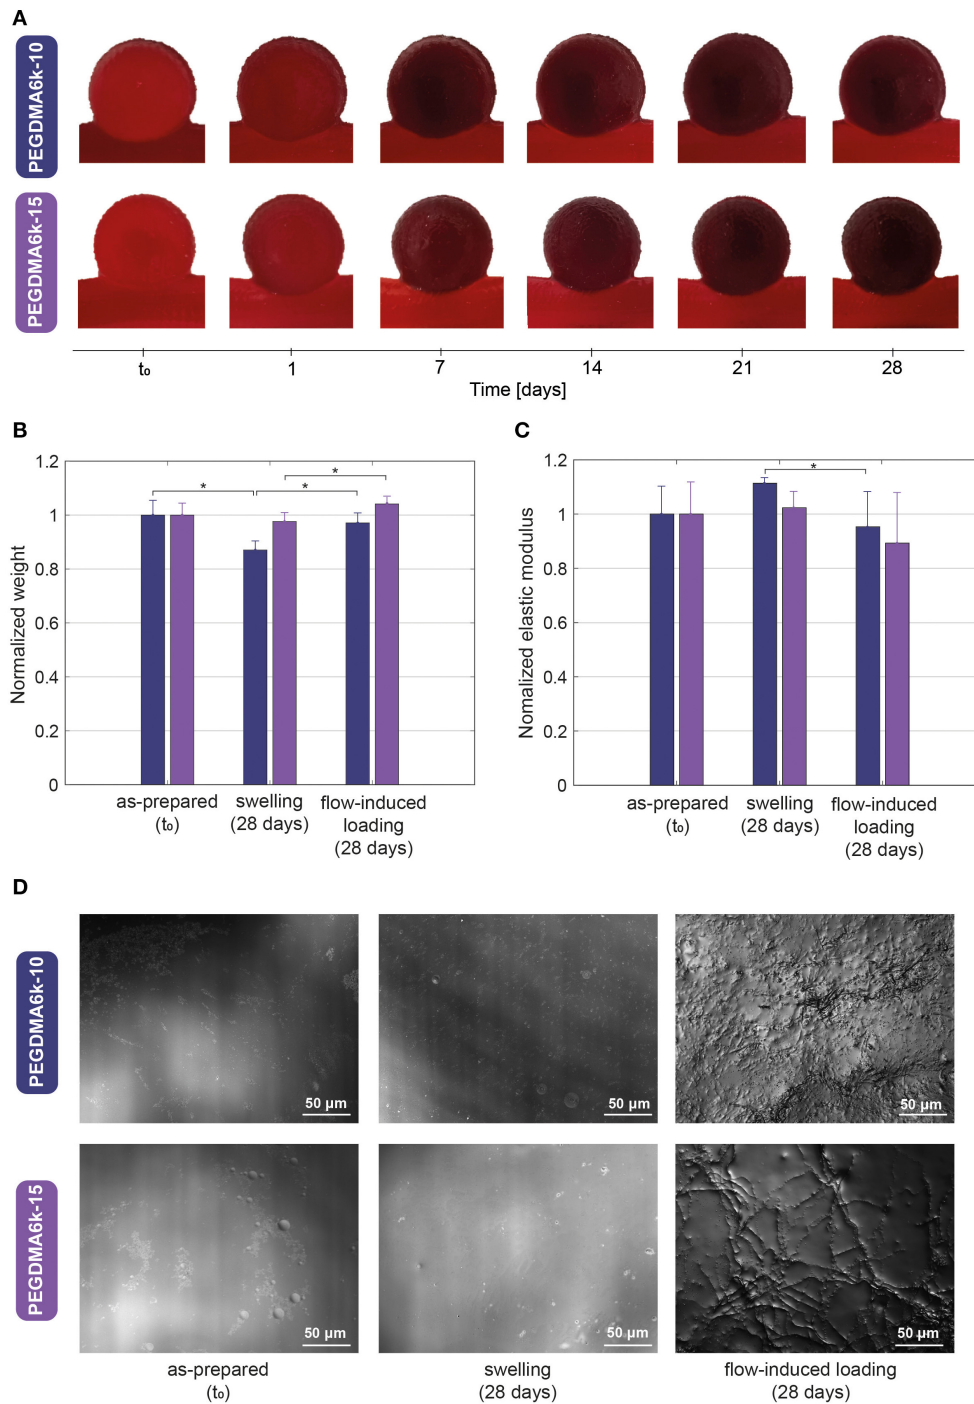 A
PEGDMA6k-10
PEGDMA6k-15
t₀ 1 7 14 21 28
Time [days]
B
Normalized weight
1.2
1
0.8
0.6
0.4
0.2
0
* * *
as-prepared (t₀)
swelling (28 days)
flow-induced loading (28 days)
C
Nomalized elastic modulus
1.2
1
0.8
0.6
0.4
0.2
0
*
as-prepared (t₀)
swelling (28 days)
flow-induced loading (28 days)
D
PEGDMA6k-10
50 µm 50 µm 50 µm
PEGDMA6k-15
50 µm 50 µm 50 µm
as-prepared (t₀)
swelling (28 days)
flow-induced loading (28 days)